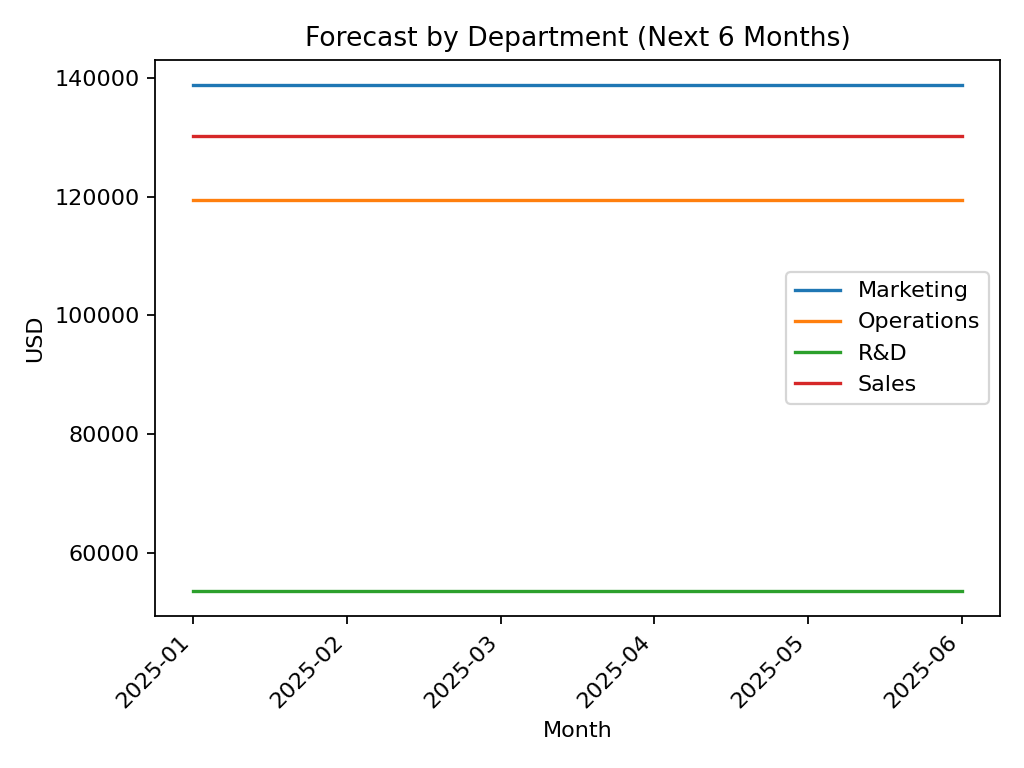 Forecast by Department (Next 6 Months)
140000
120000
100000
80000
60000
USD
Marketing
Operations
R&D
Sales
2025-01
2025-02
2025-03
2025-04
2025-05
2025-06
Month